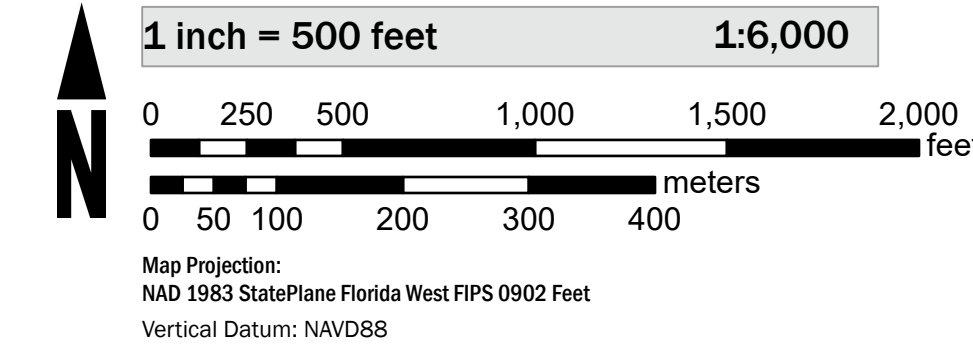 1 inch = 500 feet 1:6,000
0 250 500 1,000 1,500 2,000
feet
meters
0 50 100 200 300 400
N
Map Projection:
NAD 1983 StatePlane Florida West FIPS 0902 Feet
Vertical Datum: NAVD88